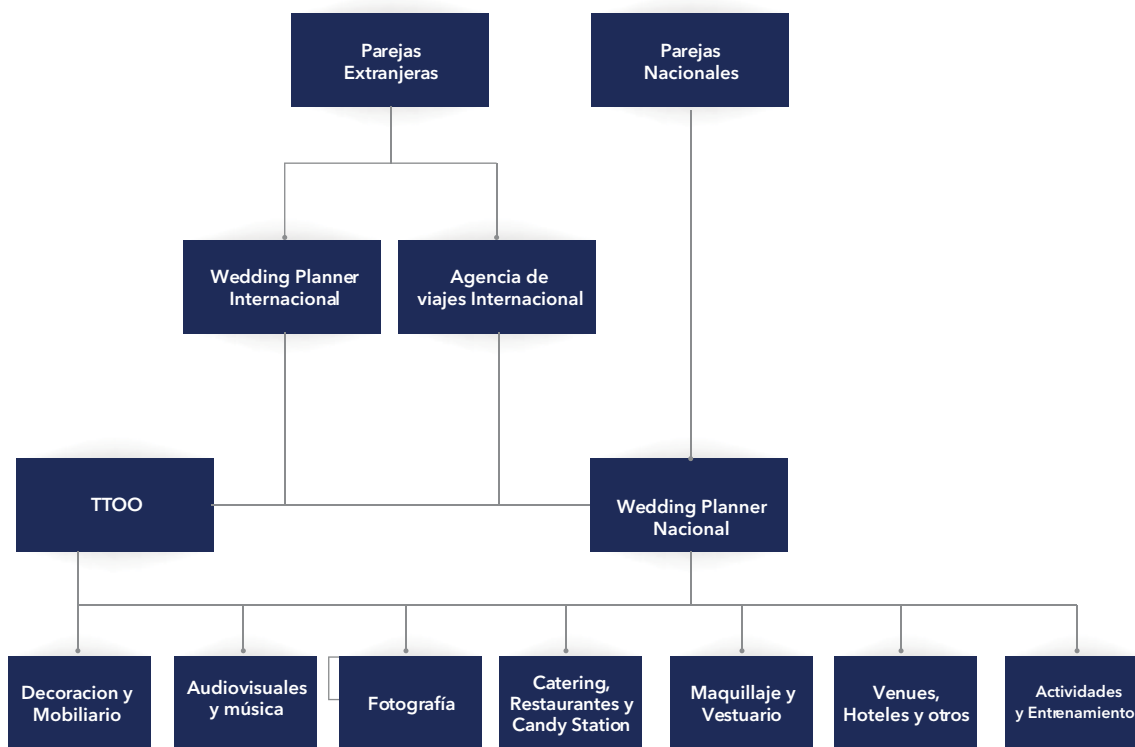 Parejas
Extranjeras
Parejas
Nacionales
Wedding Planner
Internacional
Agencia de
viajes Internacional
TTOO
Wedding Planner
Nacional
Decoracion y
Mobiliario
Audiovisuales
y música
Fotografía
Catering,
Restaurantes y
Candy Station
Maquillaje y
Vestuario
Venues,
Hoteles y otros
Actividades
y Entrenamiento